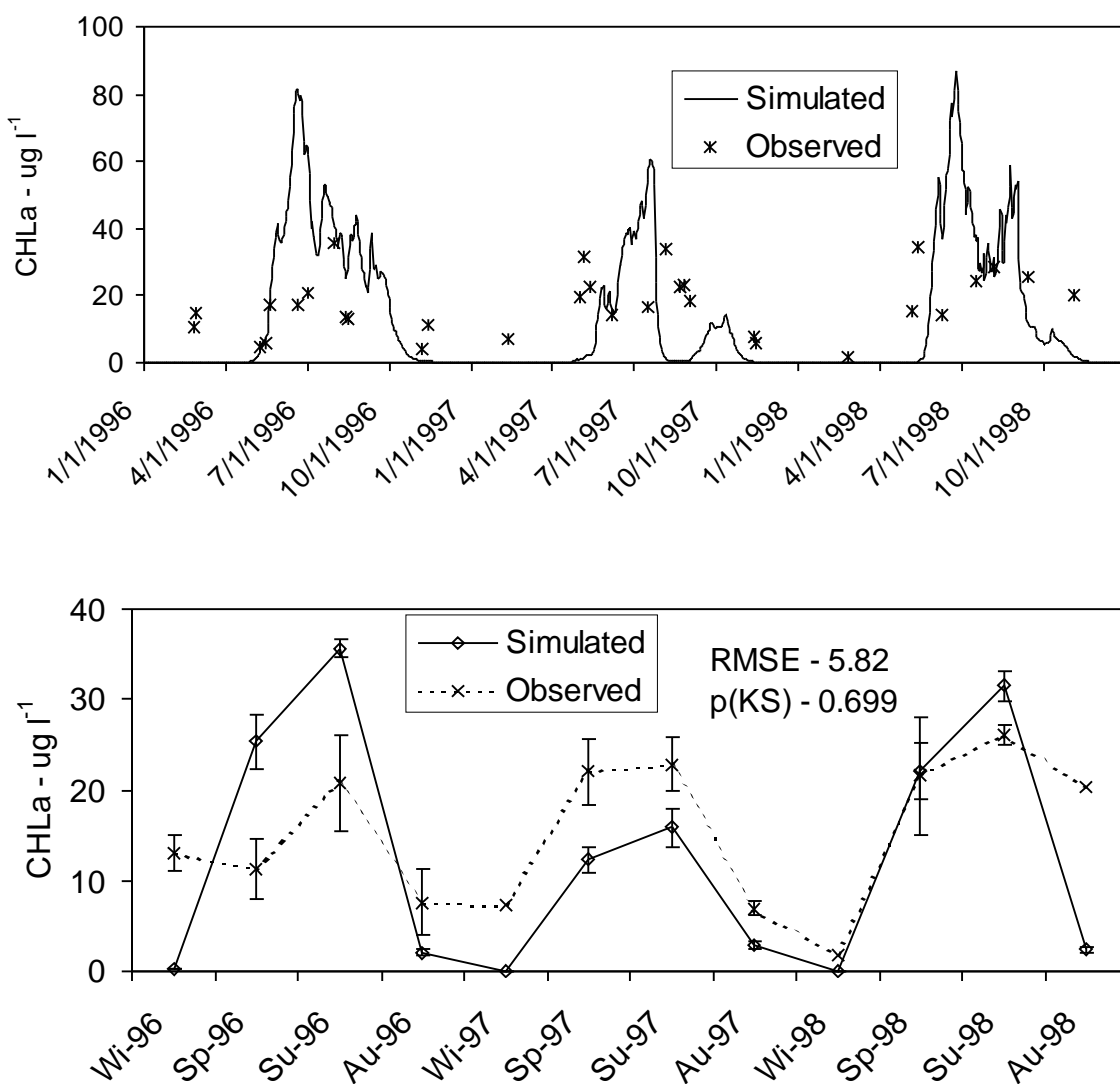 100
80
60
40
20
0
CHLa - ug l-1
Simulated
Observed
1/1/1996
4/1/1996
7/1/1996
10/1/1996
1/1/1997
4/1/1997
7/1/1997
10/1/1997
1/1/1998
4/1/1998
7/1/1998
10/1/1998
40
30
20
10
0
CHLa - ug l-1
Simulated
Observed
RMSE - 5.82
p(KS) - 0.699
Wi-96
Sp-96
Su-96
Au-96
Wi-97
Sp-97
Su-97
Au-97
Wi-98
Sp-98
Su-98
Au-98